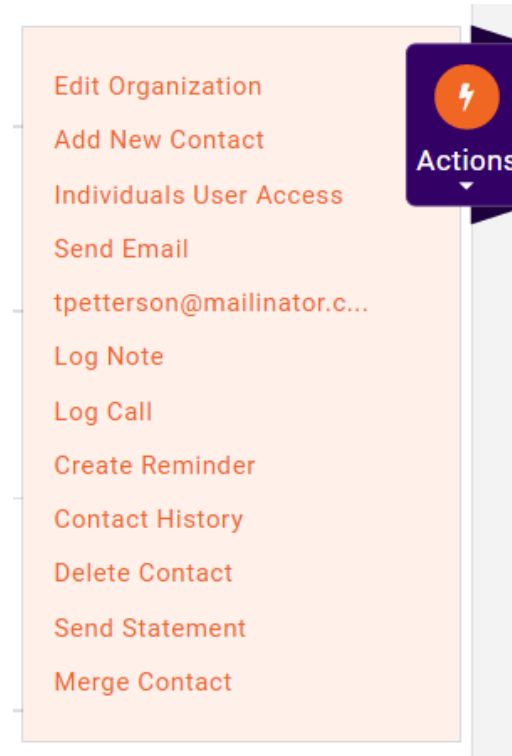 Edit Organization
Add New Contact
Individuals User Access
Send Email
tpetterson@mailinator.c...
Log Note
Log Call
Create Reminder
Contact History
Delete Contact
Send Statement
Merge Contact
Actions